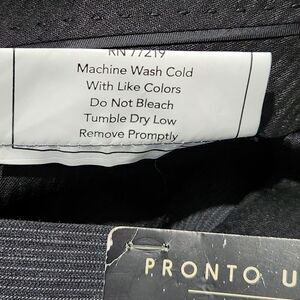 RN 77219
Machine Wash Cold
With Like Colors
Do Not Bleach
Tumble Dry Low
Remove Promptly
PRONTO U